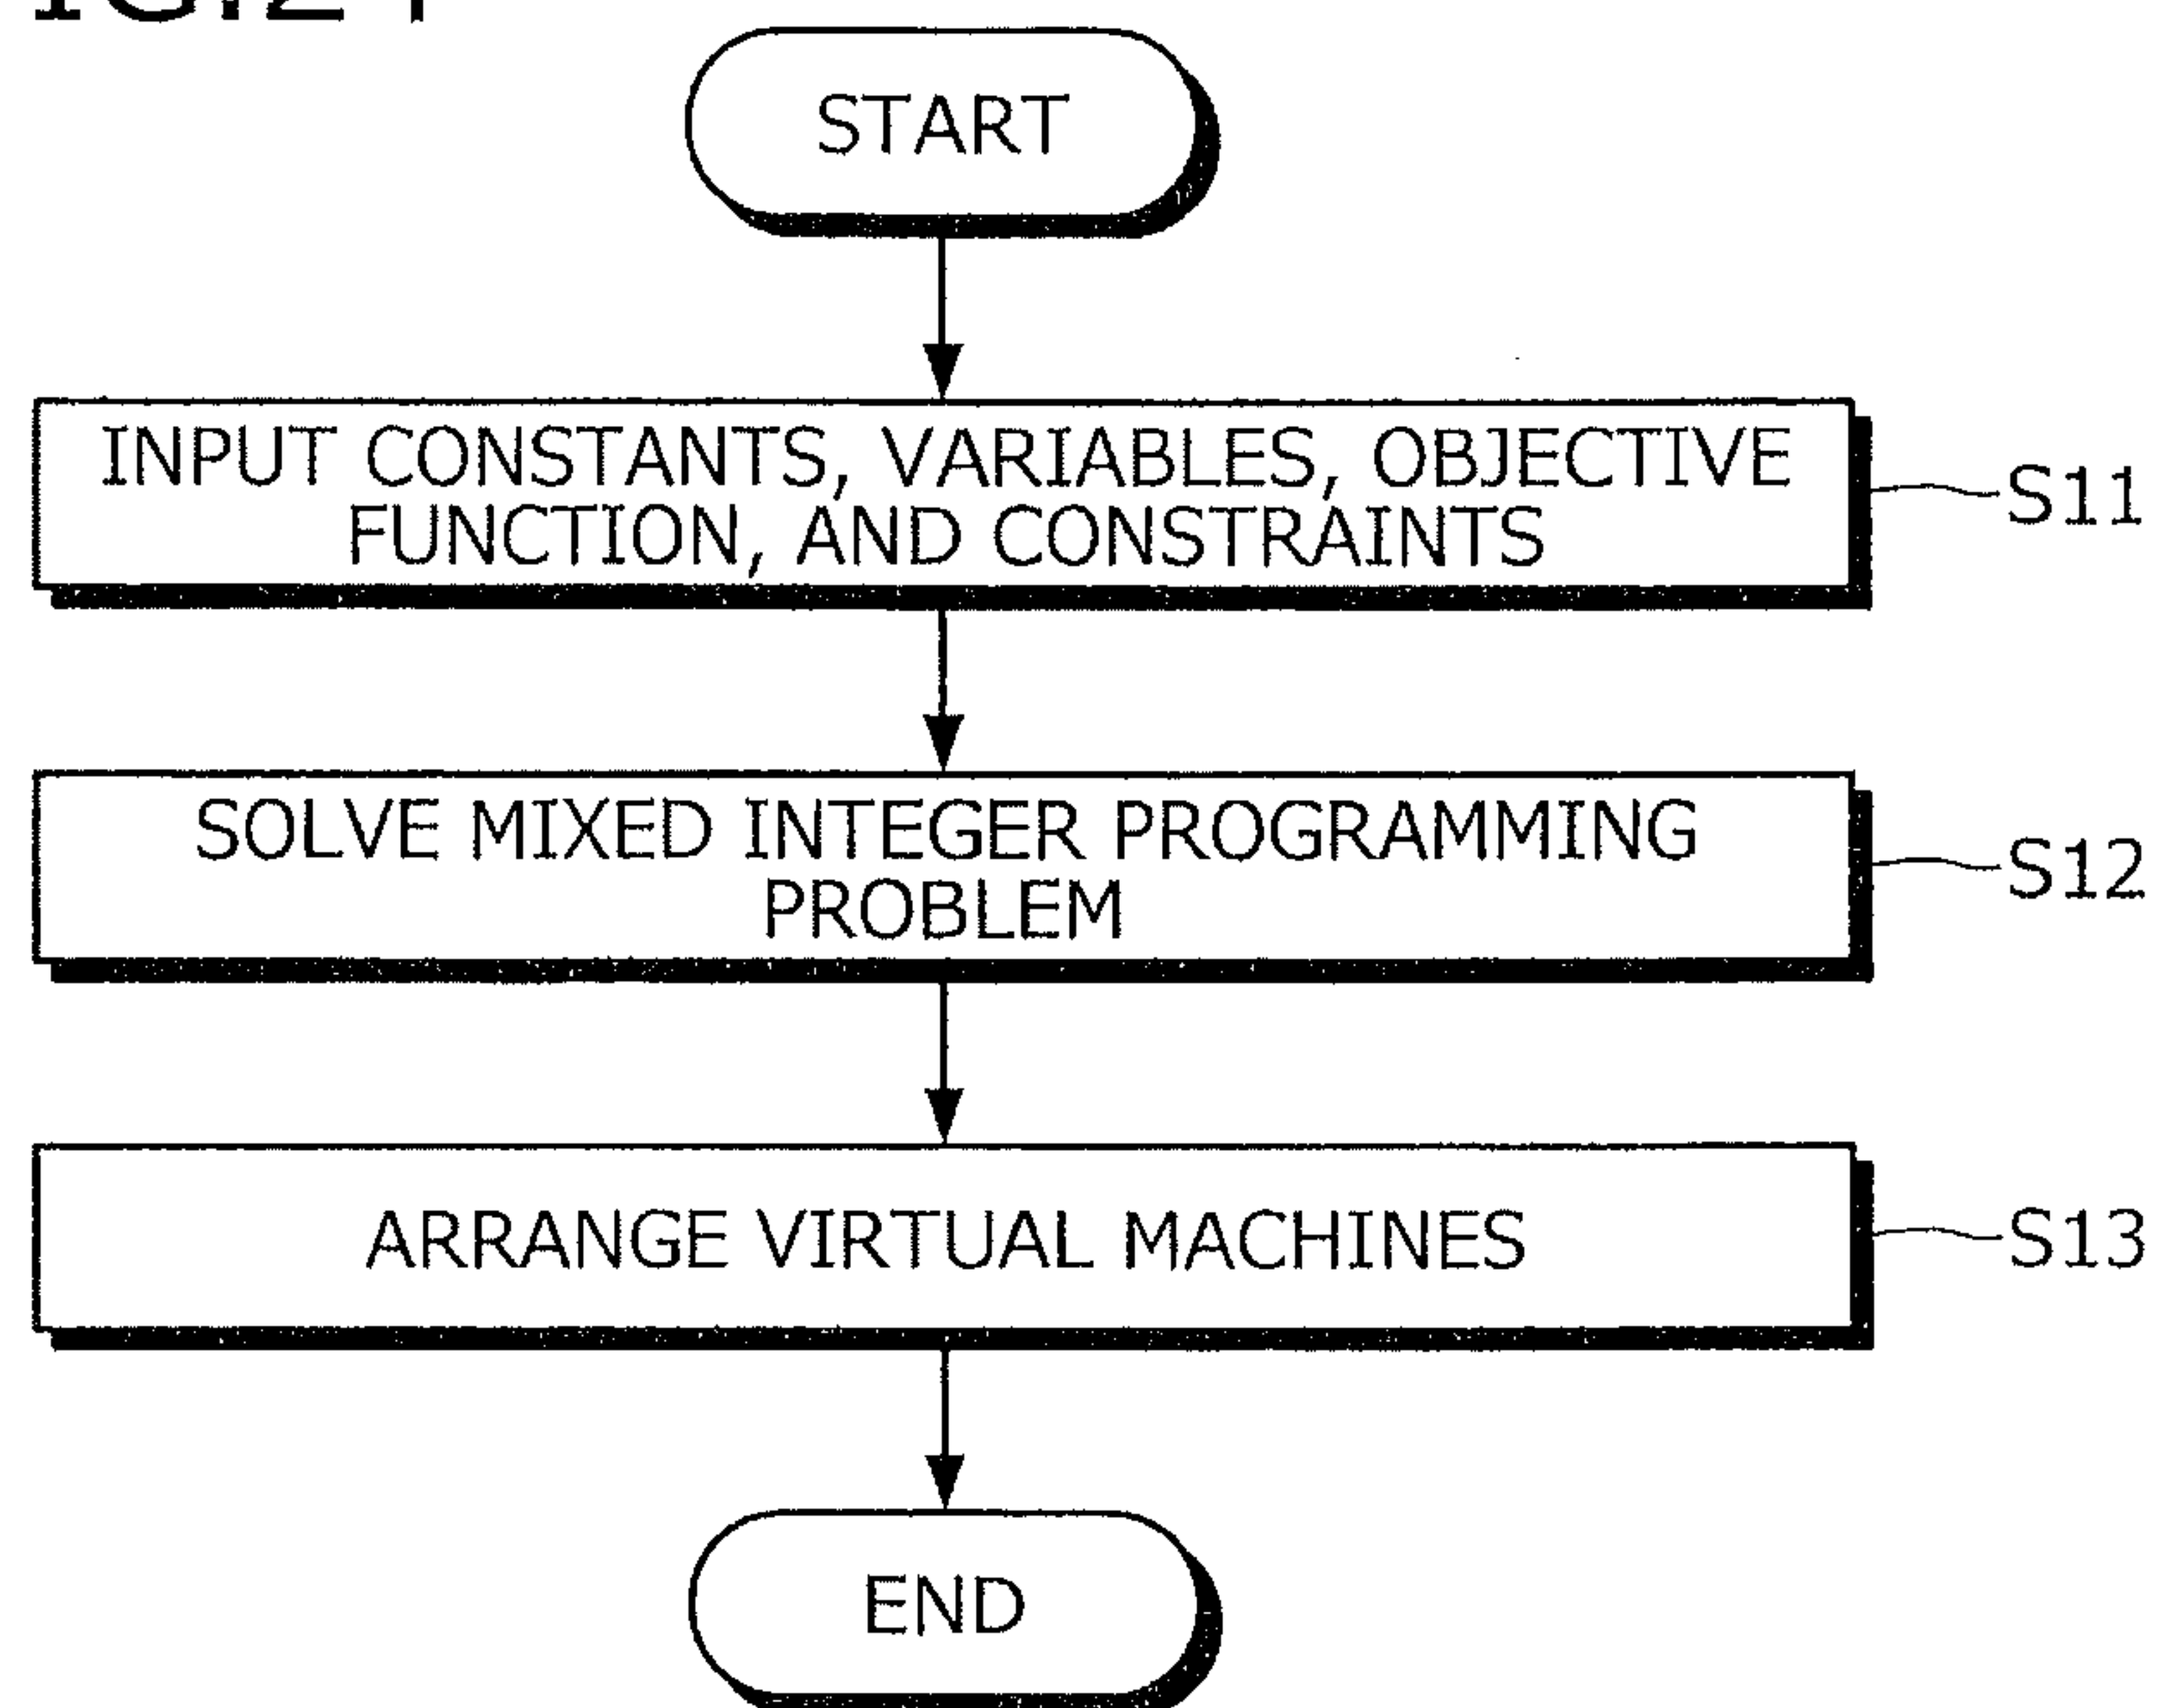 START
INPUT CONSTANTS, VARIABLES, OBJECTIVE
FUNCTION, AND CONSTRAINTS
S11
SOLVE MIXED INTEGER PROGRAMMING
PROBLEM
S12
ARRANGE VIRTUAL MACHINES
S13
END